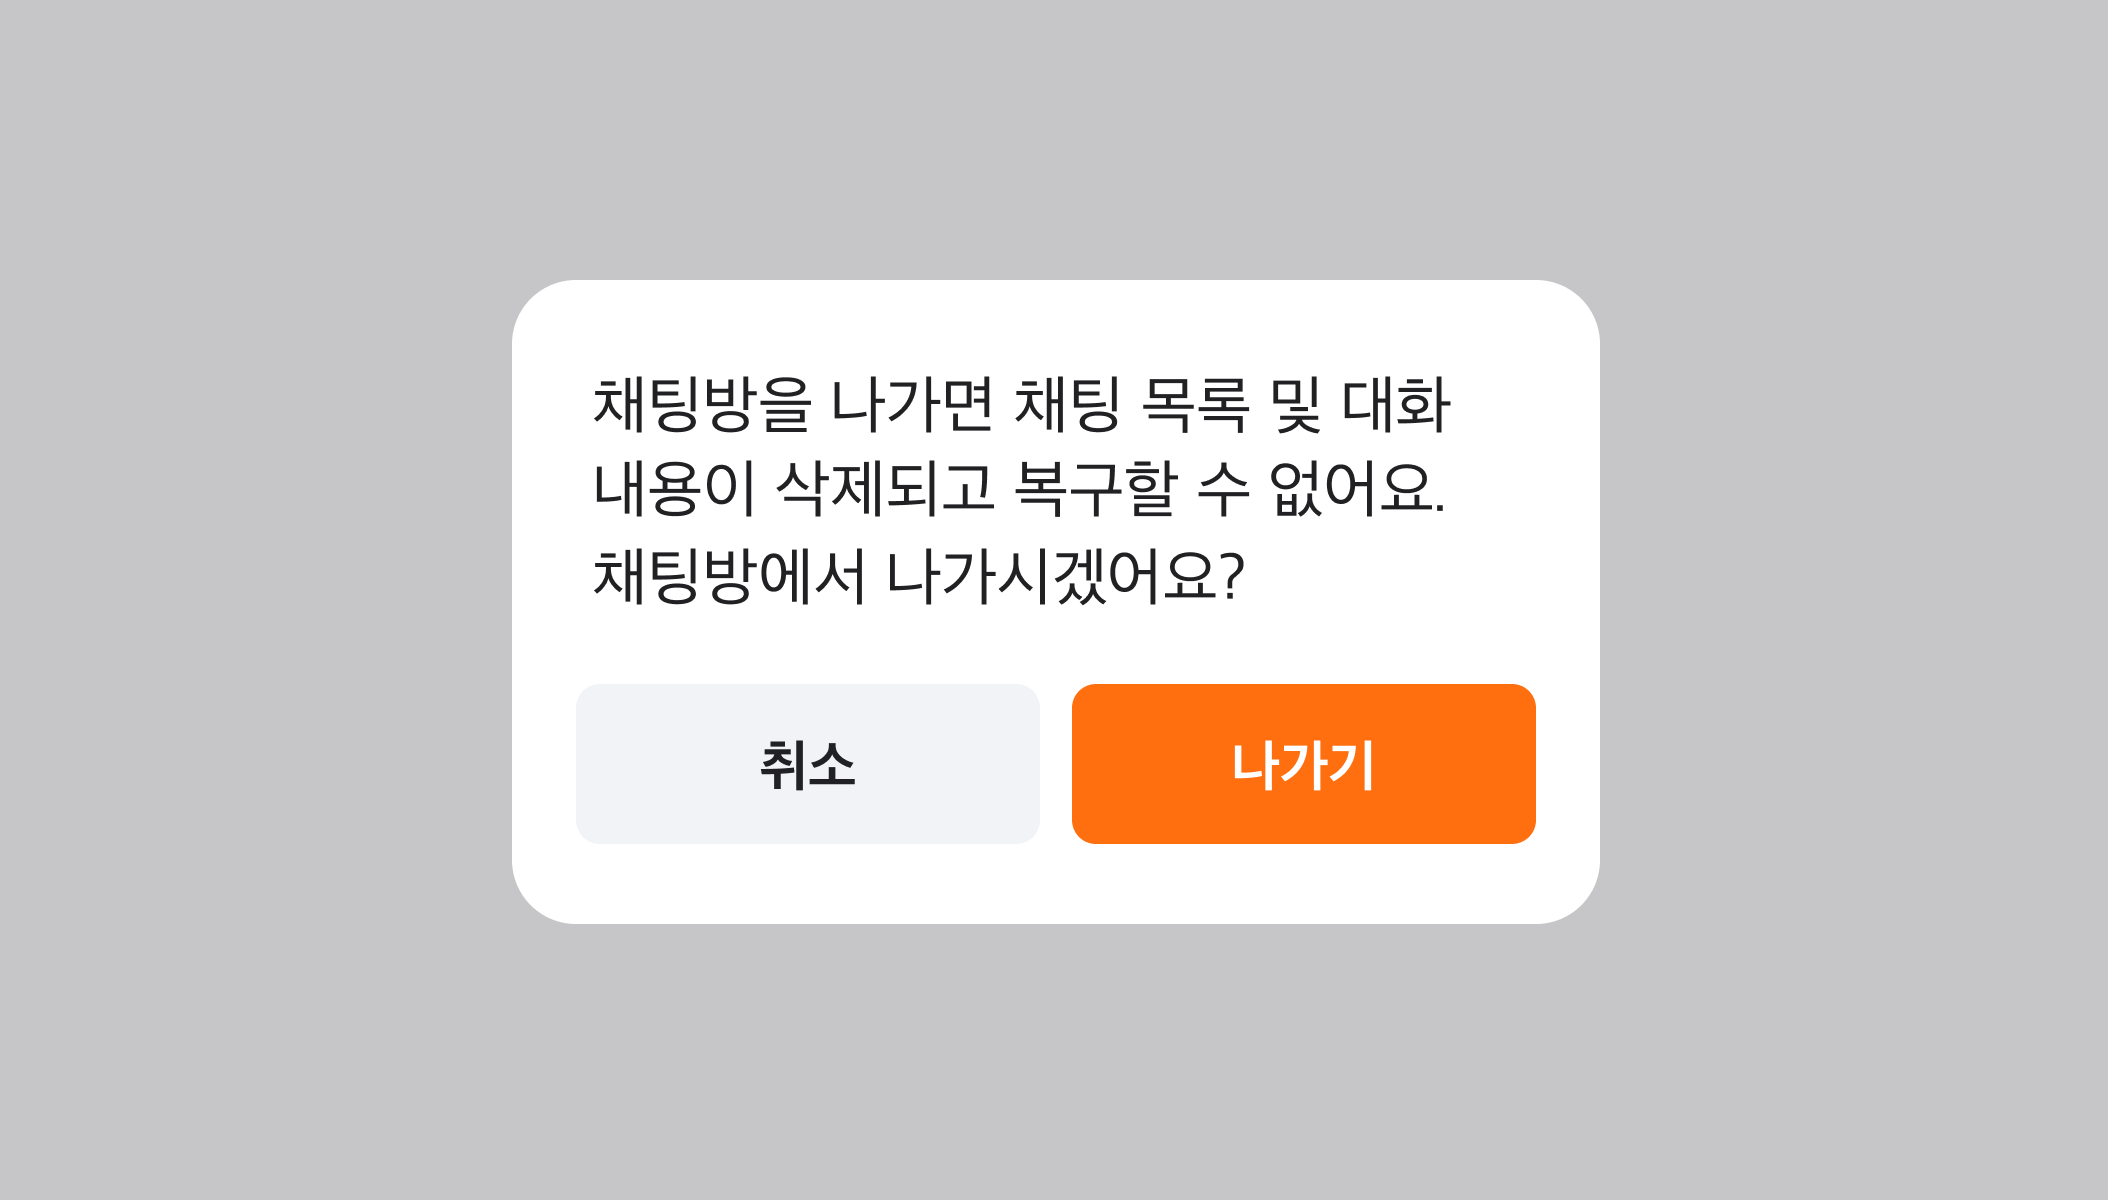 채팅방을 나가면 채팅 목록 및 대화
내용이 삭제되고 복구할 수 없어요.
채팅방에서 나가시겠어요?
취소
나가기